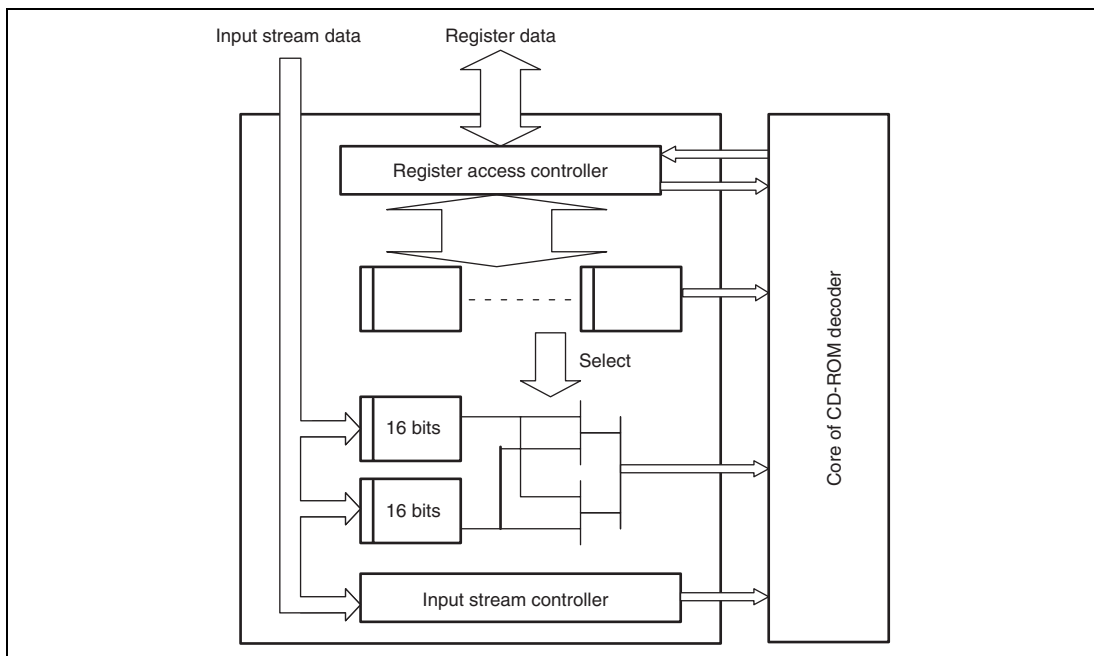 Input stream data
Register data
Register access controller
Select
16 bits
16 bits
Input stream controller
Core of CD-ROM decoder